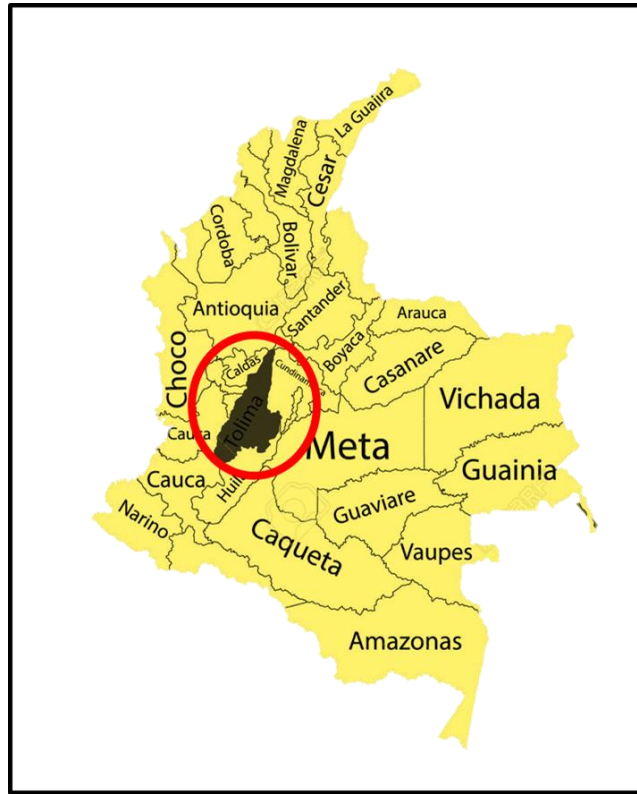 La Guajira
Magdalena
Cesar
Cordoba
Bolivar
Antioquia
Santander
Arauca
Boyaca
Choco
Caldas
Cundinamarca
Casanare
Vichada
Tolima
Cauca
Meta
Guainia
Cauca
Huila
Guaviare
Narino
Caqueta
Vaupes
Amazonas